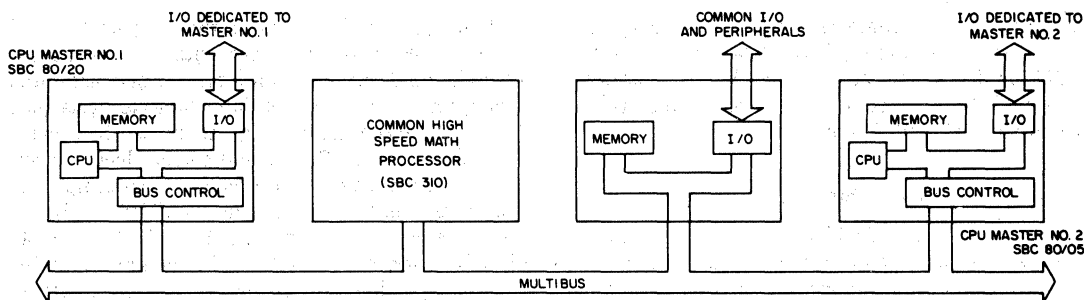 I/O DEDICATED TO
MASTER NO. 1
CPU MASTER NO.1
SBC 80/20
MEMORY
I/O
CPU
BUS CONTROL
COMMON HIGH
SPEED MATH
PROCESSOR
(SBC 310)
COMMON I/O
AND PERIPHERALS
MEMORY
I/O
I/O DEDICATED TO
MASTER NO.2
MEMORY
I/O
CPU
BUS CONTROL
CPU MASTER NO. 2
SBC 80/05
MULTIBUS